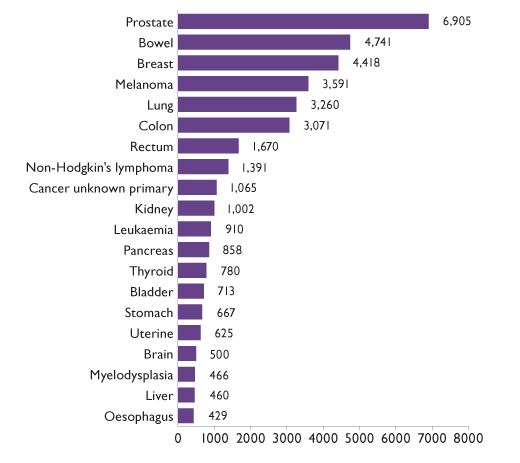 Prostate 6,905
Bowel 4,741
Breast 4,418
Melanoma 3,591
Lung 3,260
Colon 3,071
Rectum 1,670
Non-Hodgkin's lymphoma 1,391
Cancer unknown primary 1,065
Kidney 1,002
Leukaemia 910
Pancreas 858
Thyroid 780
Bladder 713
Stomach 667
Uterine 625
Brain 500
Myelodysplasia 466
Liver 460
Oesophagus 429
0 1000 2000 3000 4000 5000 6000 7000 8000